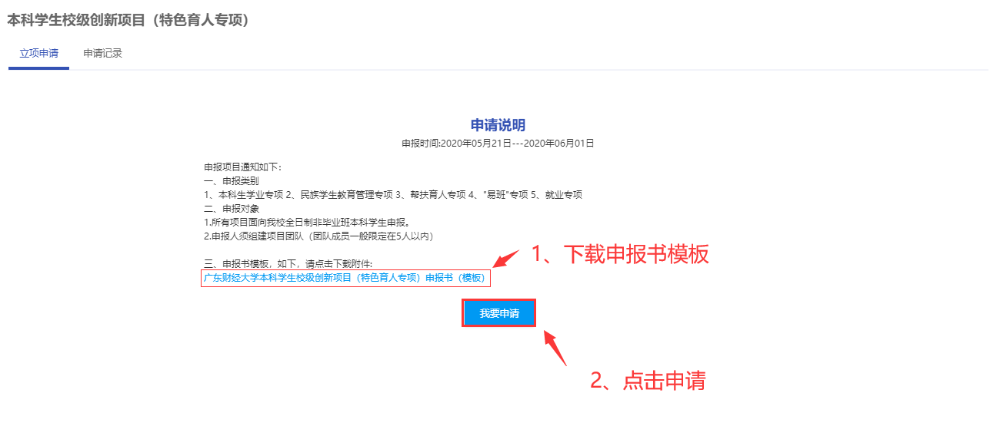 本科学生校级创新项目（特色育人专项）
立项申请 申请记录
申请说明
申报时间:2020年05月21日---2020年06月01日
申报项目通知如下：
一、申报类别
1、本科生学业专项 2、民族学生教育管理专项 3、帮扶育人专项 4、"易班"专项 5、就业专项
二、申报对象
1.所有项目面向我校全日制非毕业班本科学生申报。
2.申报人须组建项目团队（团队成员一般限定在5人以内）
1、下载申报书模板
三、申报书模板，如下，请点击下载附件:
广东财经大学本科学生校级创新项目（特色育人专项）申报书（模板）
我要申请
2、点击申请